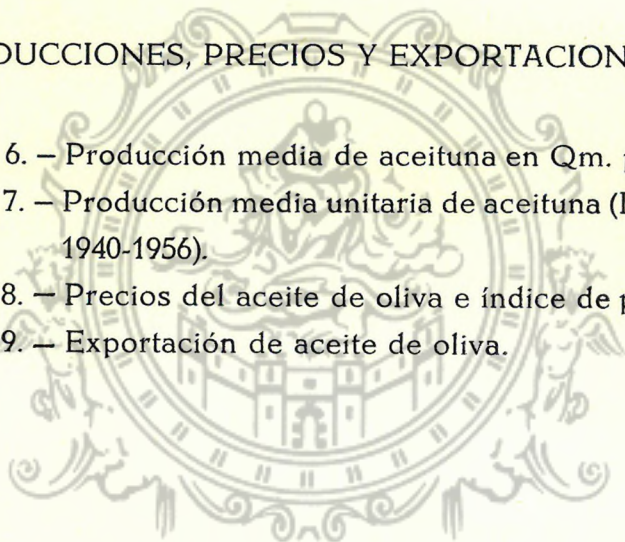 DUCCIONES, PRECIOS Y EXPORTACION
6. — Producción media de aceituna en Qm.
7. — Producción media unitaria de aceituna (
1940-1956).
8. — Precios del aceite de oliva e índice de
9. — Exportación de aceite de oliva.